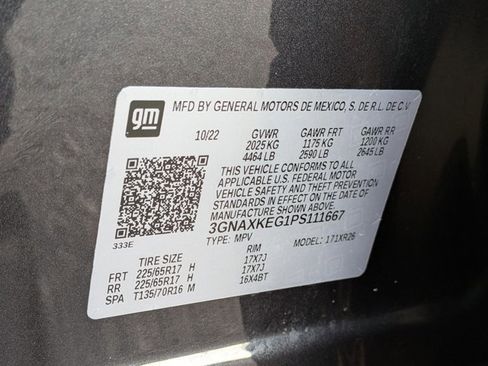 gm
MFD BY GENERAL MOTORS DE MEXICO, S. DE R.L. DE C.V
10/22 GVWR GAWR FRT GAWR RR
2025 KG 1175 KG 1200 KG
4464 LB 2590 LB 2645 LB
THIS VEHICLE CONFORMS TO ALL
APPLICABLE U.S. FEDERAL MOTOR
VEHICLE SAFETY AND THEFT PREVENTION
STANDARDS IN EFFECT ON THE DATE OF
MANUFACTURE SHOWN ABOVE.
3GNAXKEG1PS111667
333E TYPE: MPV MODEL: 171XR26
TIRE SIZE RIM
FRT 225/65R17 H 17X7J
RR 225/65R17 H 17X7J
SPA T135/70R16 M 16X4BT